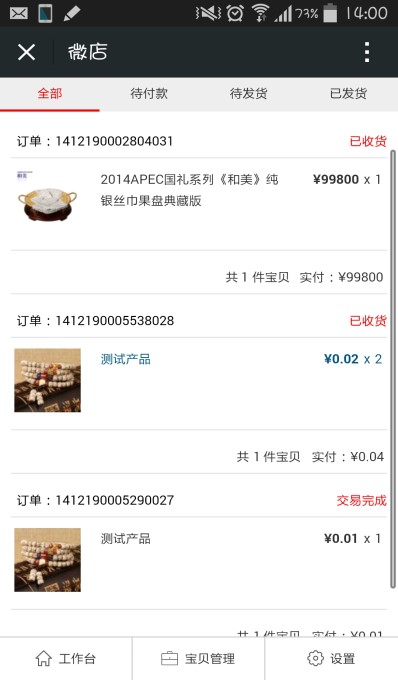 73% 14:00
微店
全部 待付款 待发货 已发货
订单：1412190002804031 已收货
和美
2014APEC国礼系列《和美》纯 ¥99800 x 1
银丝巾果盘典藏版
共 1 件宝贝 实付：¥99800
订单：1412190005538028 已收货
测试产品 ¥0.02 x 2
共 1 件宝贝 实付：¥0.04
订单：1412190005290027 交易完成
测试产品 ¥0.01 x 1
共 1 件宝贝 实付：¥0.01
工作台 宝贝管理 设置